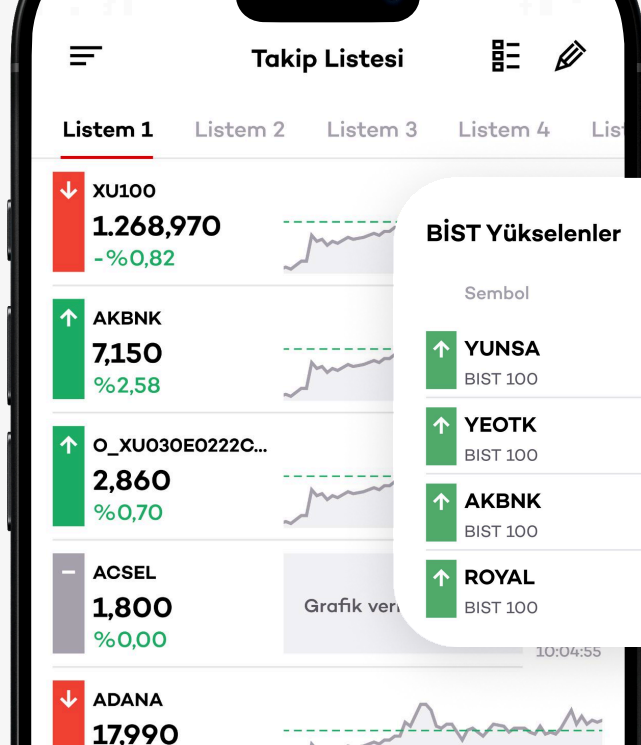 Takip Listesi
Listem 1
Listem 2
Listem 3
Listem 4
XU100
1.268,970
-%0,82
AKBNK
7,150
%2,58
O_XU030E0222C...
2,860
%0,70
ACSEL
1,800
%0,00
Grafik
10:04:55
ADANA
17,990
BİST Yükselenler
Sembol
YUNSA
BIST 100
YEOTK
BIST 100
AKBNK
BIST 100
ROYAL
BIST 100